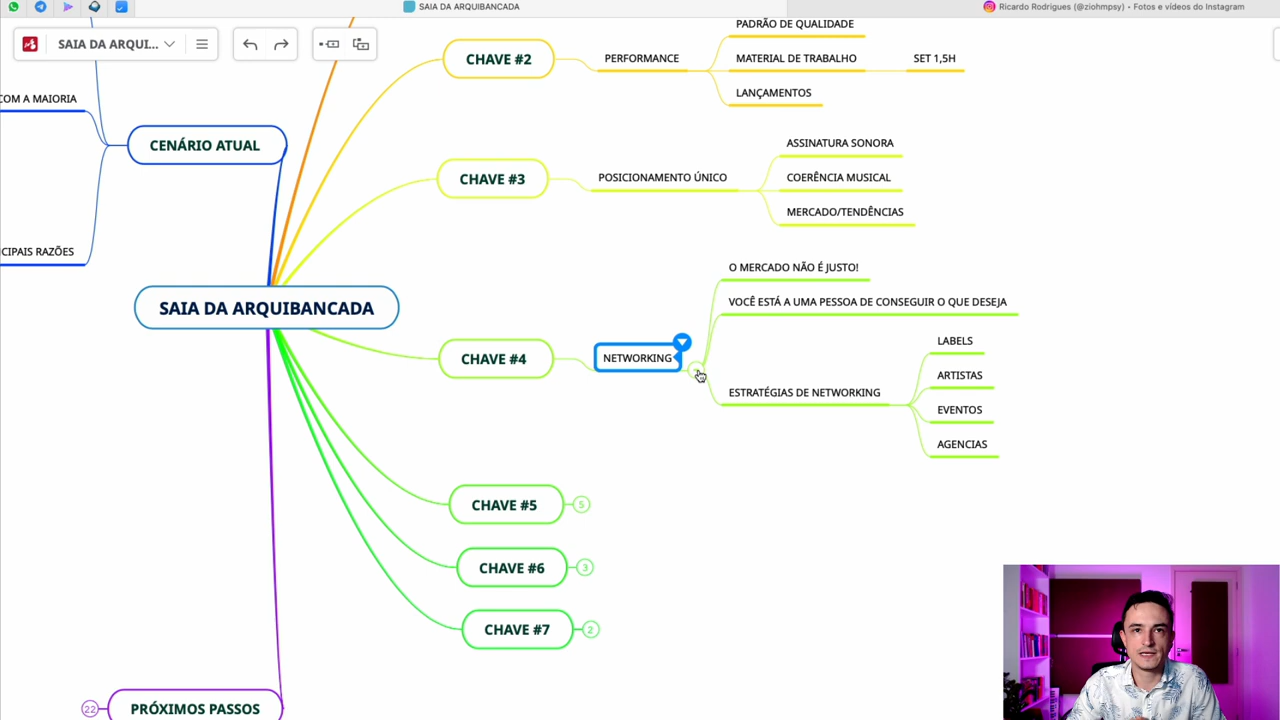 SAIA DA ARQUIBANCADA
Ricardo Rodrigues (@ziohmpsy) • Fotos e vídeos do Instagram
SAIA DA ARQUI...
COM A MAIORIA
CENÁRIO ATUAL
CIPAIS RAZÕES
SAIA DA ARQUIBANCADA
CHAVE #2
PERFORMANCE
PADRÃO DE QUALIDADE
MATERIAL DE TRABALHO
SET 1,5H
LANÇAMENTOS
CHAVE #3
POSICIONAMENTO ÚNICO
ASSINATURA SONORA
COERÊNCIA MUSICAL
MERCADO/TENDÊNCIAS
CHAVE #4
NETWORKING
O MERCADO NÃO É JUSTO!
VOCÊ ESTÁ A UMA PESSOA DE CONSEGUIR O QUE DESEJA
ESTRATÉGIAS DE NETWORKING
LABELS
ARTISTAS
EVENTOS
AGENCIAS
CHAVE #5
5
CHAVE #6
3
CHAVE #7
2
22
PRÓXIMOS PASSOS